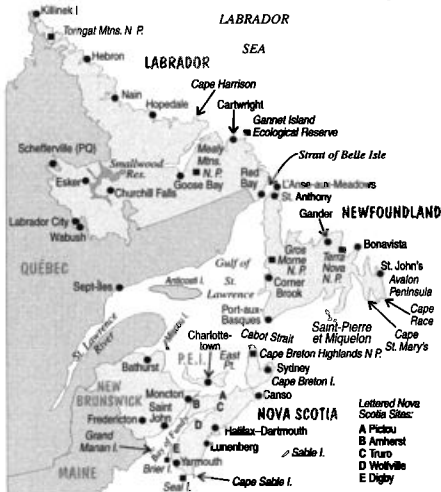 Killinek I
LABRADOR
SEA
Torngat Mtns. N P.
Hebron
LABRADOR
Nain
Cape Harrison
Hopedale
Cartwright
Gannet Island
Ecological Reserve
Schefferville (PQ)
Smallwood
Res.
Mealy
Mtns.
N. P.
Strait of Belle Isle
Esker
Churchill Falls
Goose Bay
Red
Bay
L'Anse-aux-Meadows
St. Anthony
Labrador City
Wabush
Gander
NEWFOUNDLAND
Bonavista
QUÉBEC
Gulf of
St.
Lawrence
Gros
Morne
N.P.
Terra
Nova
N.P.
St. John's
Avalon
Peninsula
Sept-Îles
Anticosti I.
Corner
Brook
Cape
Race
Port-aux-
Basques
Cape
St. Mary's
St. Lawrence
River
Miscou I.
Charlotte-
town
Cabot Strait
Saint-Pierre
et Miquelon
P.E.I.
East
Pt.
Cape Breton Highlands N P.
Bathurst
Sydney
Cape Breton I.
NEW
BRUNSWICK
Moncton
Canso
Lettered Nova
Scotia Sites:
A Pictou
B Amherst
C Truro
D Wolfville
E Digby
A
B
C
D
E
Saint
John
Fredericton
NOVA SCOTIA
Halifax–Dartmouth
Grand
Manan I.
Bay of Fundy
Lunenberg
Sable I.
Brier I.
Yarmouth
MAINE
Seal I.
Cape Sable I.